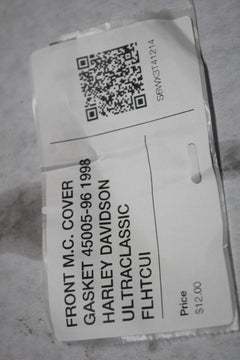 S6WX3T41214
FRONT M.C. COVER
GASKET 45005-96 1998
HARLEY DAVIDSON
ULTRACLASSIC
FLHTCUI
Price
$12.00